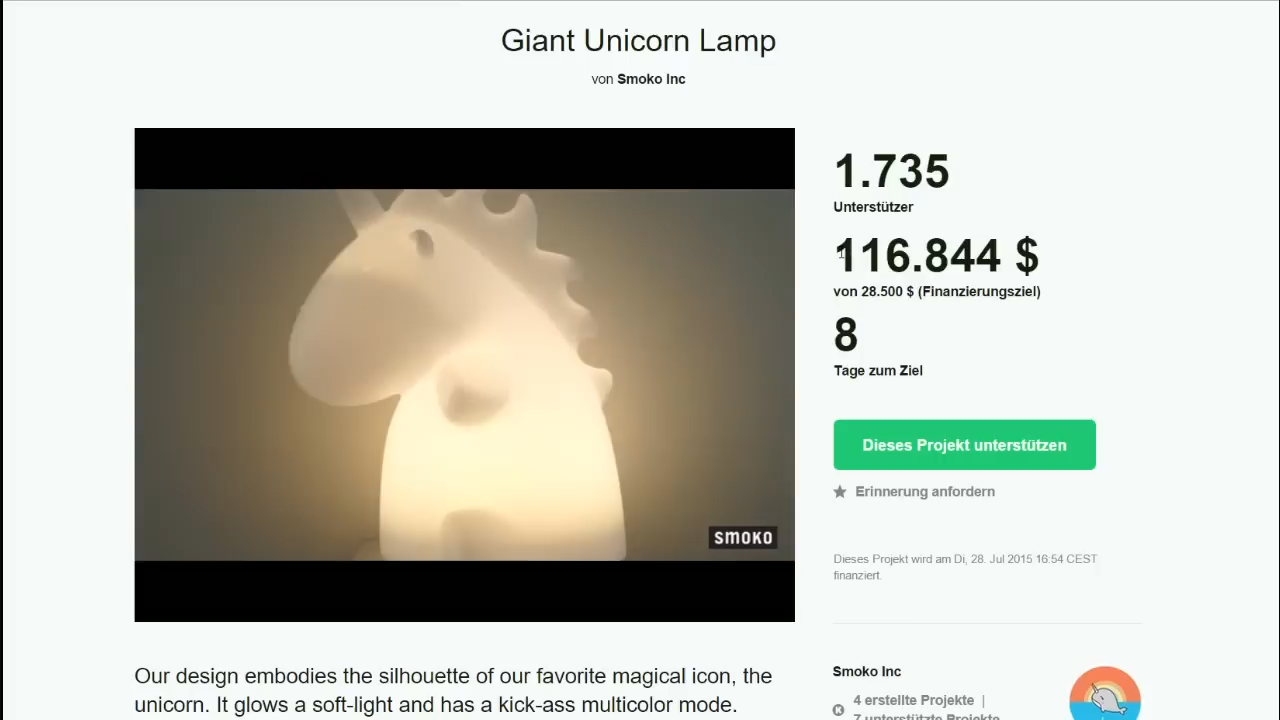 Giant Unicorn Lamp
von Smoko Inc
1.735
Unterstützer
116.844 $
von 28.500 $ (Finanzierungsziel)
8
Tage zum Ziel
Dieses Projekt unterstützen
Erinnerung anfordern
smoko
Dieses Projekt wird am Di, 28. Jul 2015 16:54 CEST
finanziert.
Our design embodies the silhouette of our favorite magical icon, the
unicorn. It glows a soft-light and has a kick-ass multicolor mode.
Smoko Inc
4 erstellte Projekte |
7 unterstützte Projekte